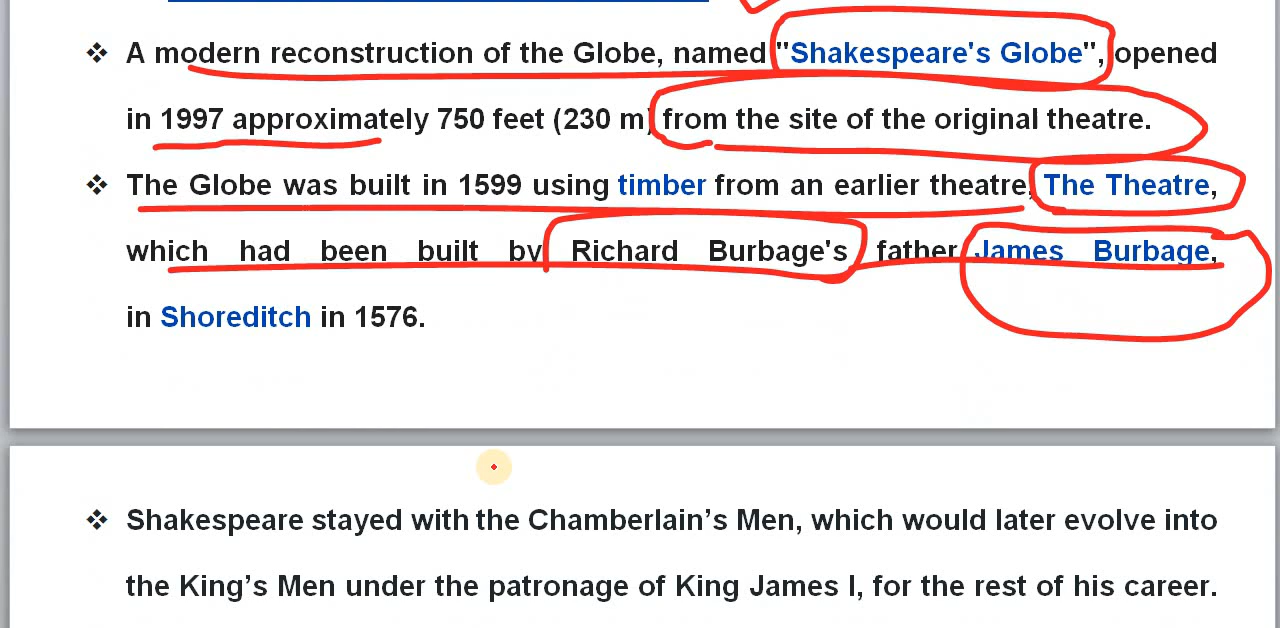 ❖ A modern reconstruction of the Globe, named "Shakespeare's Globe", opened
in 1997 approximately 750 feet (230 m) from the site of the original theatre.
❖ The Globe was built in 1599 using timber from an earlier theatre, The Theatre,
which had been built by Richard Burbage's father James Burbage,
in Shoreditch in 1576.
❖ Shakespeare stayed with the Chamberlain’s Men, which would later evolve into
the King’s Men under the patronage of King James I, for the rest of his career.